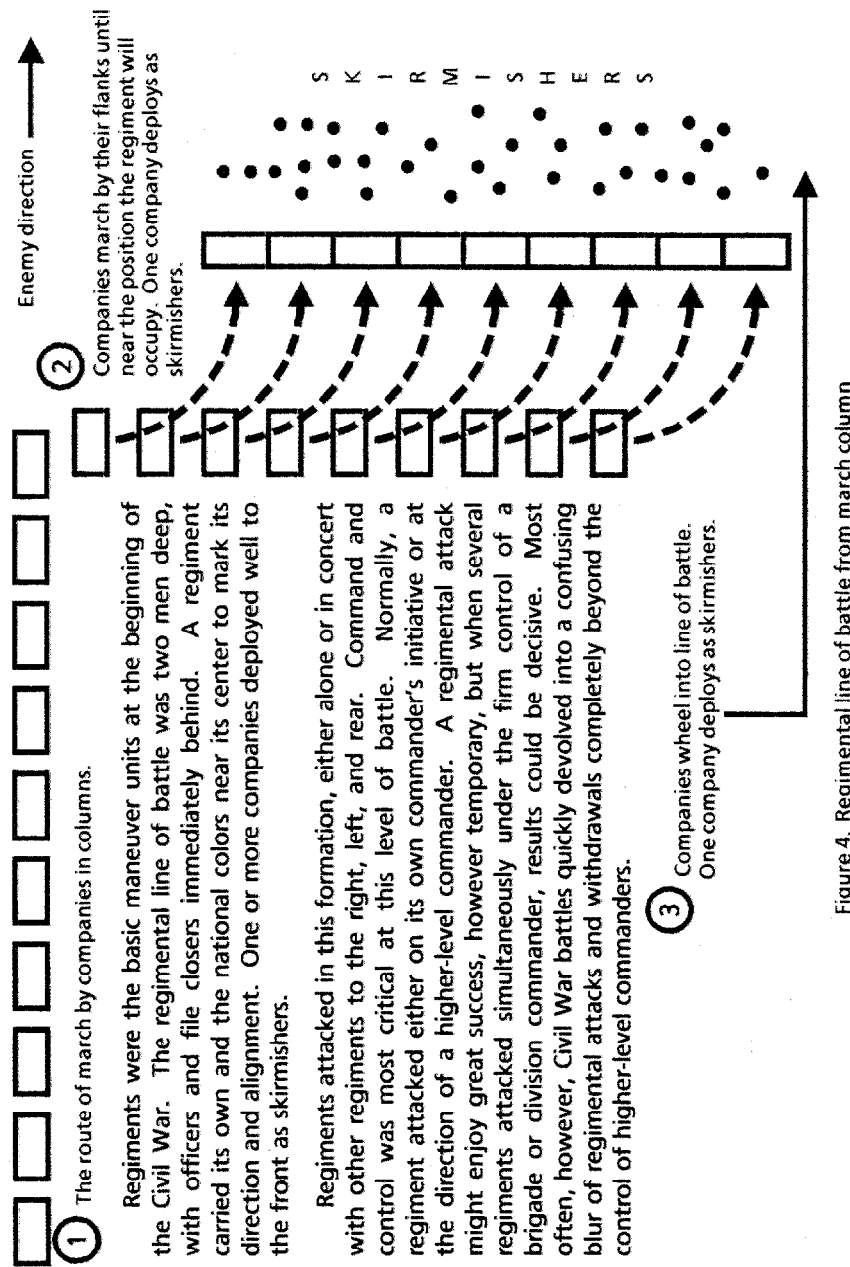 Enemy direction
1
The route of march by companies in columns.
2
Companies march by their flanks until
near the position the regiment will
occupy. One company deploys as
skirmishers.
Regiments were the basic maneuver units at the beginning of
the Civil War. The regimental line of battle was two men deep,
with officers and file closers immediately behind. A regiment
carried its own and the national colors near its center to mark its
direction and alignment. One or more companies deployed well to
the front as skirmishers.
Regiments attacked in this formation, either alone or in concert
with other regiments to the right, left, and rear. Command and
control was most critical at this level of battle. Normally, a
regiment attacked either on its own commander's initiative or at
the direction of a higher-level commander. A regimental attack
might enjoy great success, however temporary, but when several
regiments attacked simultaneously under the firm control of a
brigade or division commander, results could be decisive. Most
often, however, Civil War battles quickly devolved into a confusing
blur of regimental attacks and withdrawals completely beyond the
control of higher-level commanders.
SKIRMISHERS
3
Companies wheel into line of battle.
One company deploys as skirmishers.
Figure 4. Regimental line of battle from march column